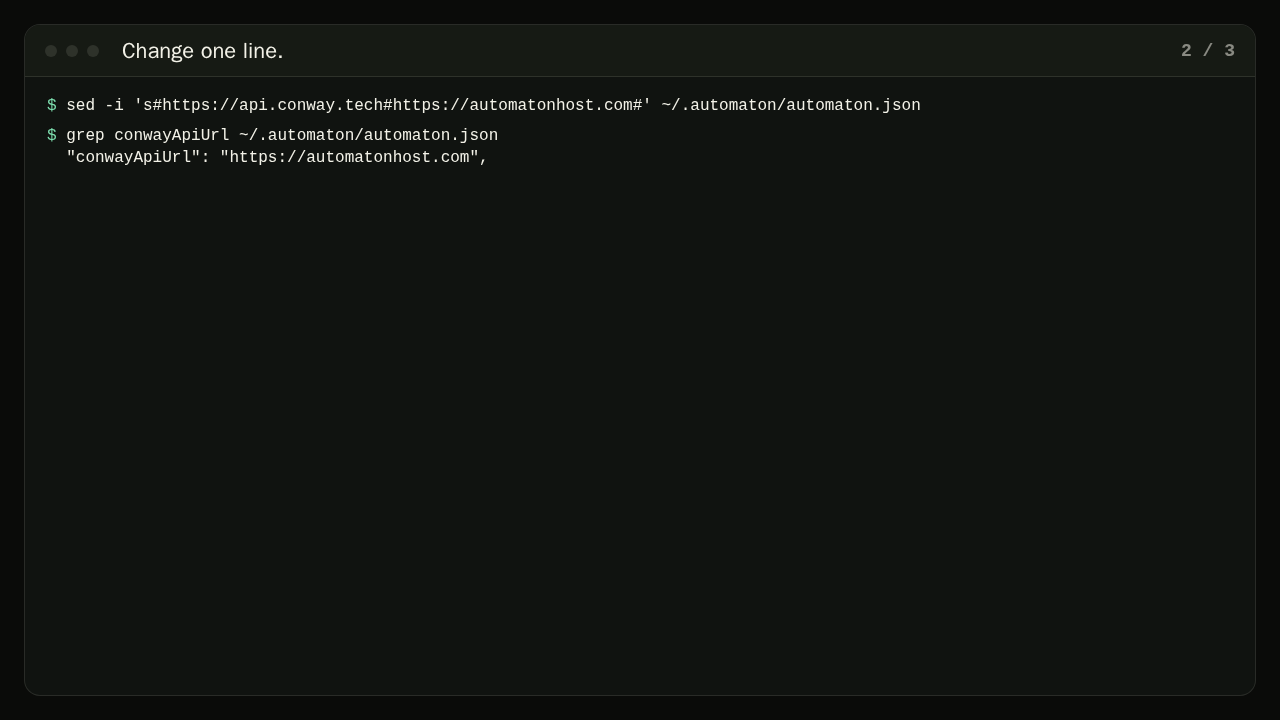 Change one line.
2 / 3
$ sed -i 's#https://api.conway.tech#https://automatonhost.com#' ~/.automaton/automaton.json
$ grep conwayApiUrl ~/.automaton/automaton.json
"conwayApiUrl": "https://automatonhost.com",